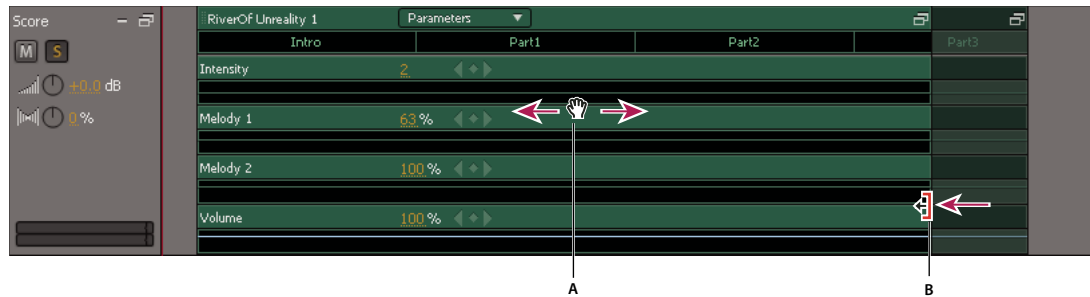 Score
M S
+0.0 dB
0 %
RiverOf Unreality 1 Parameters
Intro Part1 Part2 Part3
Intensity 2
Melody 1 63 %
Melody 2 100 %
Volume 100 %
A B